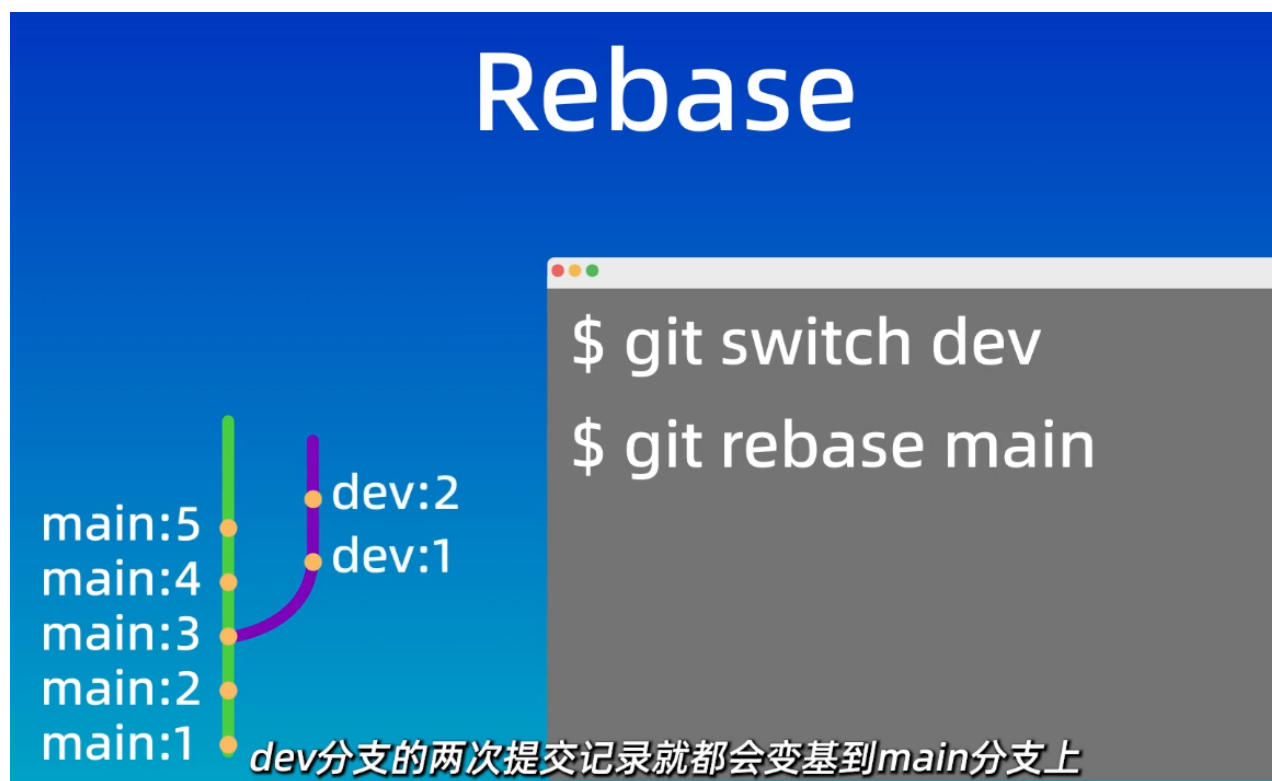 Rebase
$ git switch dev
$ git rebase main
dev:2
main:5
dev:1
main:4
main:3
main:2
main:1
dev分支的两次提交记录就都会变基到main分支上